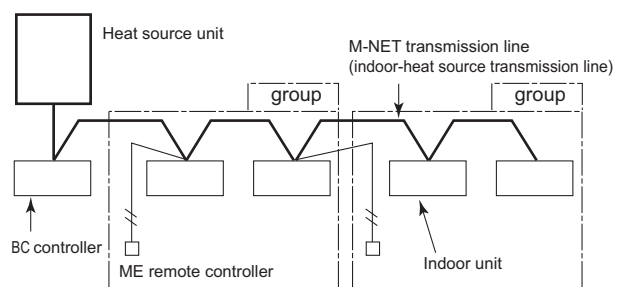 Heat source unit
M-NET transmission line
(indoor-heat source transmission line)
group
group
BC controller
ME remote controller
Indoor unit